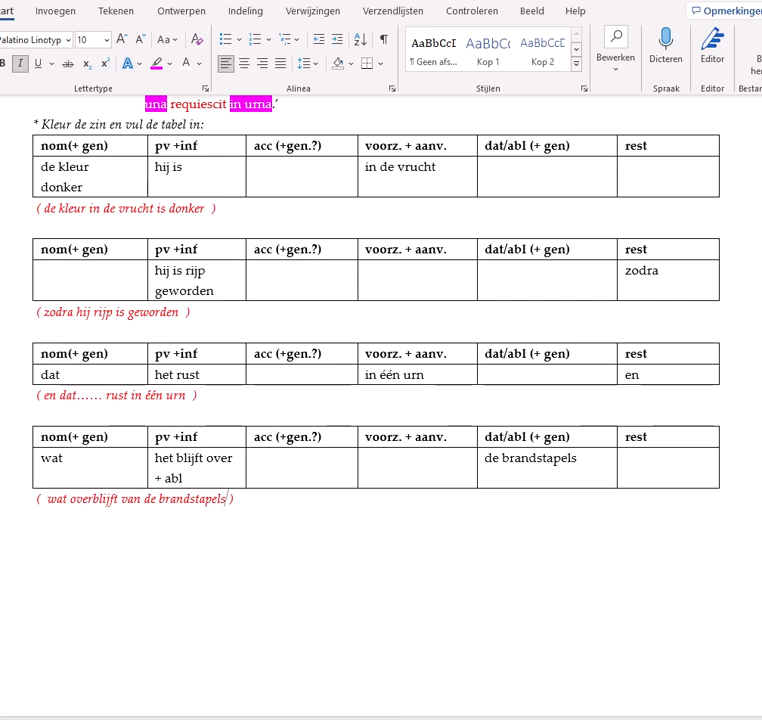 art Invoegen Tekenen Ontwerpen Indeling Verwijzingen Verzendlijsten Controleren Beeld Help Opmerkingen
Palatino Linotyp 10 A A Aa A AaBbCcI AaBbCc AaBbCcD
B I U ab x₂ x² A A ¶ Geen afs... Kop 1 Kop 2 Bewerken Dicteren Editor
Lettertype Alinea Stijlen Spraak Editor
una requiescit in urna.’
* Kleur de zin en vul de tabel in:
nom(+ gen) pv +inf acc (+gen.?) voorz. + aanv. dat/abl (+ gen) rest
de kleur hij is in de vrucht
donker
( de kleur in de vrucht is donker )
nom(+ gen) pv +inf acc (+gen.?) voorz. + aanv. dat/abl (+ gen) rest
hij is rijp zodra
geworden
( zodra hij rijp is geworden )
nom(+ gen) pv +inf acc (+gen.?) voorz. + aanv. dat/abl (+ gen) rest
dat het rust in één urn en
( en dat…… rust in één urn )
nom(+ gen) pv +inf acc (+gen.?) voorz. + aanv. dat/abl (+ gen) rest
wat het blijft over de brandstapels
+ abl
( wat overblijft van de brandstapels )